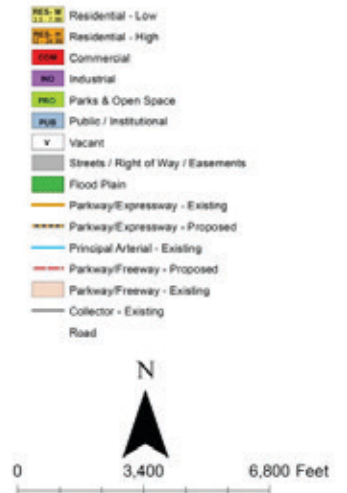 RES- M
Residential - Low
RES- H
Residential - High
COM
Commercial
IND
Industrial
PRO
Parks & Open Space
PUB
Public / Institutional
V
Vacant
Streets / Right of Way / Easements
Flood Plain
Parkway/Expressway - Existing
Parkway/Expressway - Proposed
Principal Arterial - Existing
Parkway/Freeway - Proposed
Parkway/Freeway - Existing
Collector - Existing
Road
N
0 3,400 6,800 Feet